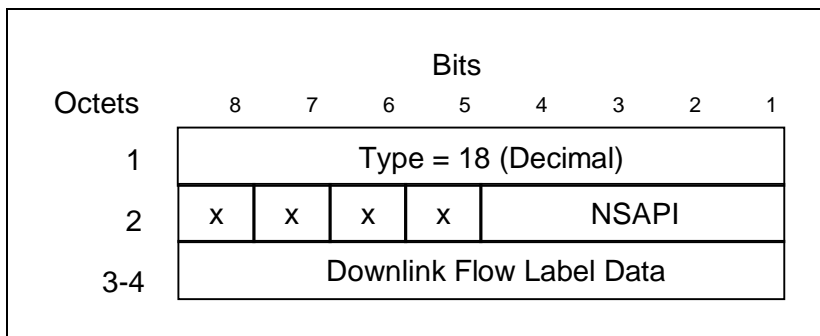 Bits
Octets 8 7 6 5 4 3 2 1
1 Type = 18 (Decimal)
2 x x x x NSAPI
3-4 Downlink Flow Label Data